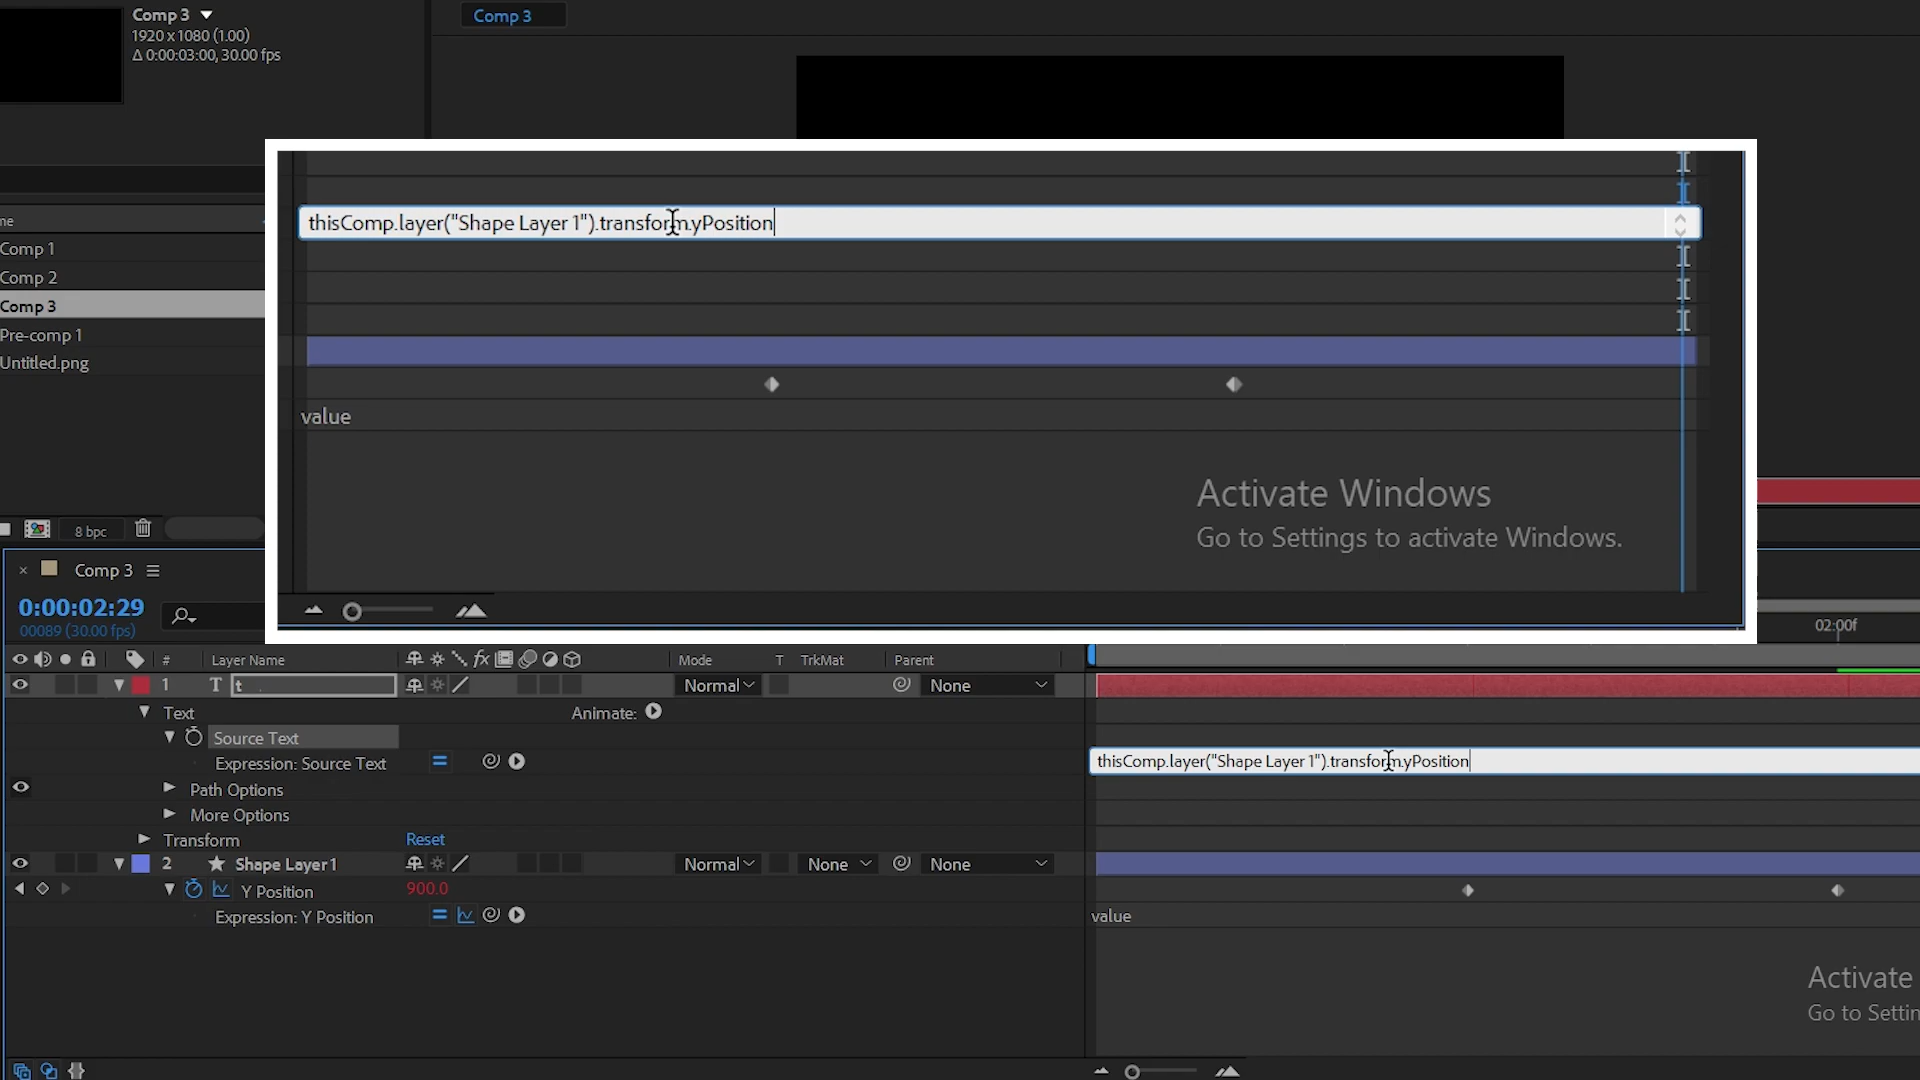 Comp 3
1920 x 1080 (1.00)
Δ 0:00:03:00, 30.00 fps
Comp 3
me
Comp 1
Comp 2
Comp 3
Pre-comp 1
Untitled.png
8 bpc
thisComp.layer("Shape Layer 1").transform.yPosition
value
Activate Windows
Go to Settings to activate Windows.
Comp 3
0:00:02:29
00089 (30.00 fps)
02:00f
# Layer Name fx Mode T TrkMat Parent
1 T t Normal None
Text Animate:
Source Text
Expression: Source Text
thisComp.layer("Shape Layer 1").transform.yPosition
Path Options
More Options
Transform Reset
2 Shape Layer 1 Normal None None
Y Position 900.0
Expression: Y Position
value
Activate
Go to Settin